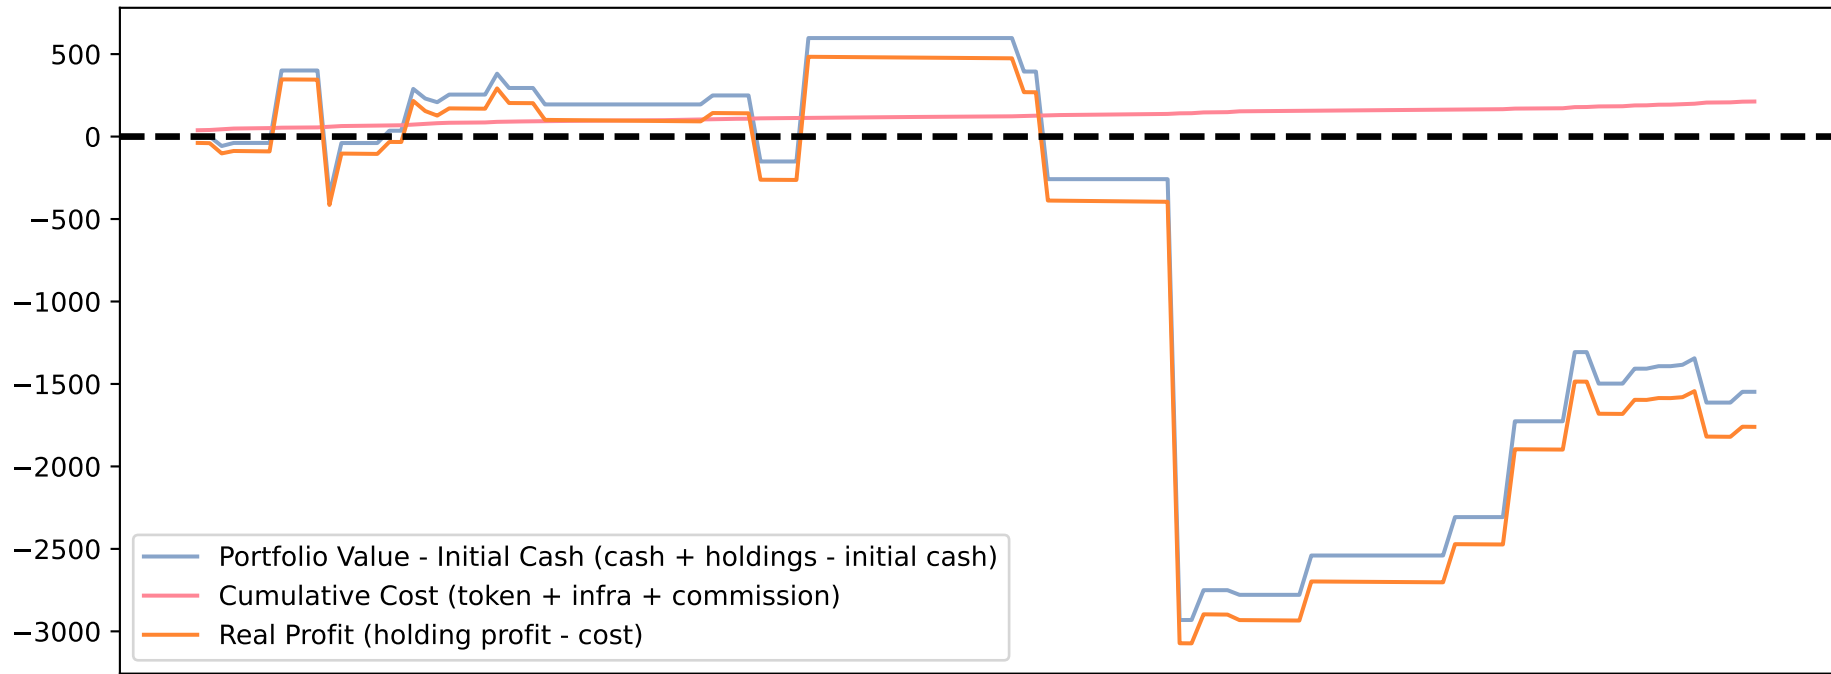 500
0
−500
−1000
−1500
−2000
−2500
−3000
Portfolio Value - Initial Cash (cash + holdings - initial cash)
Cumulative Cost (token + infra + commission)
Real Profit (holding profit - cost)